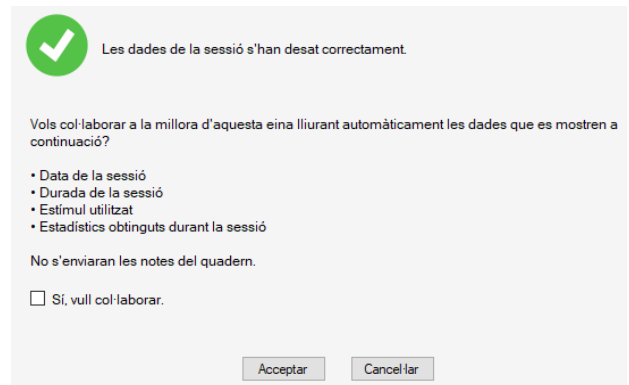 Les dades de la sessió s'han desat correctament.
Vols col·laborar a la millora d'aquesta eina lliurant automàticament les dades que es mostren a
continuació?
• Data de la sessió
• Durada de la sessió
• Estímul utilitzat
• Estadístics obtinguts durant la sessió
No s'enviaran les notes del quadern.
Sí, vull col·laborar.
Acceptar
Cancel·lar